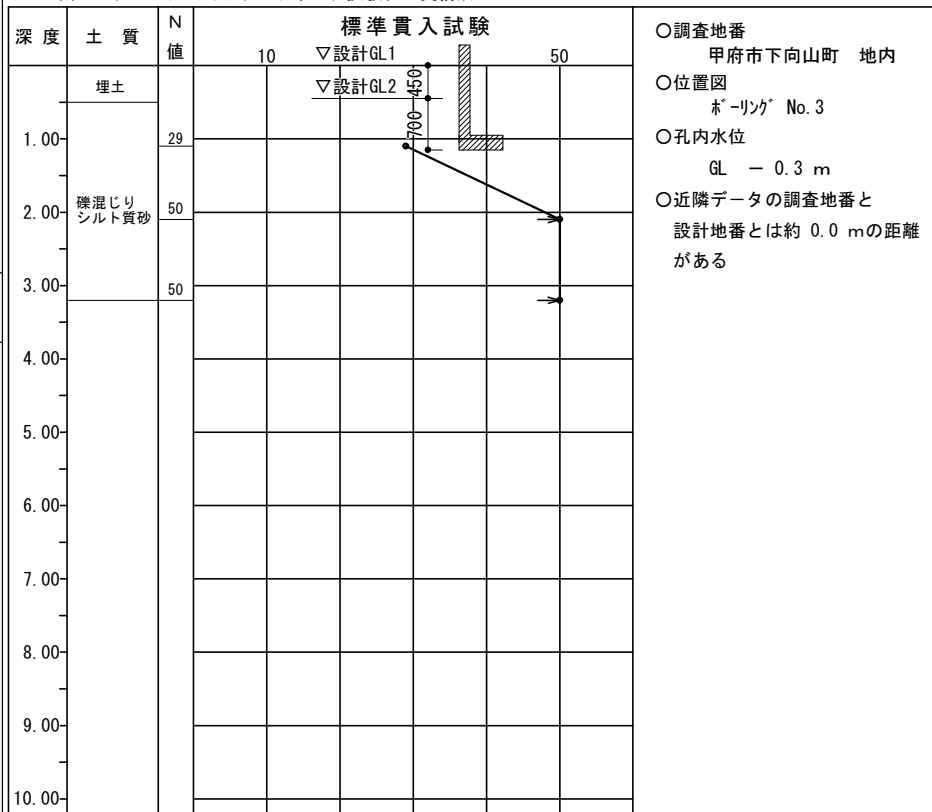 深 度
土 質
N
値
標準貫入試験
10
50
▽設計GL1
▽設計GL2
450
700
埋土
礫混じり
シルト質砂
29
50
50
1.00
2.00
3.00
4.00
5.00
6.00
7.00
8.00
9.00
10.00
○調査地番
甲府市下向山町 地内
○位置図
ボーリング No.3
○孔内水位
GL － 0.3 m
○近隣データの調査地番と
設計地番とは約 0.0 mの距離
がある